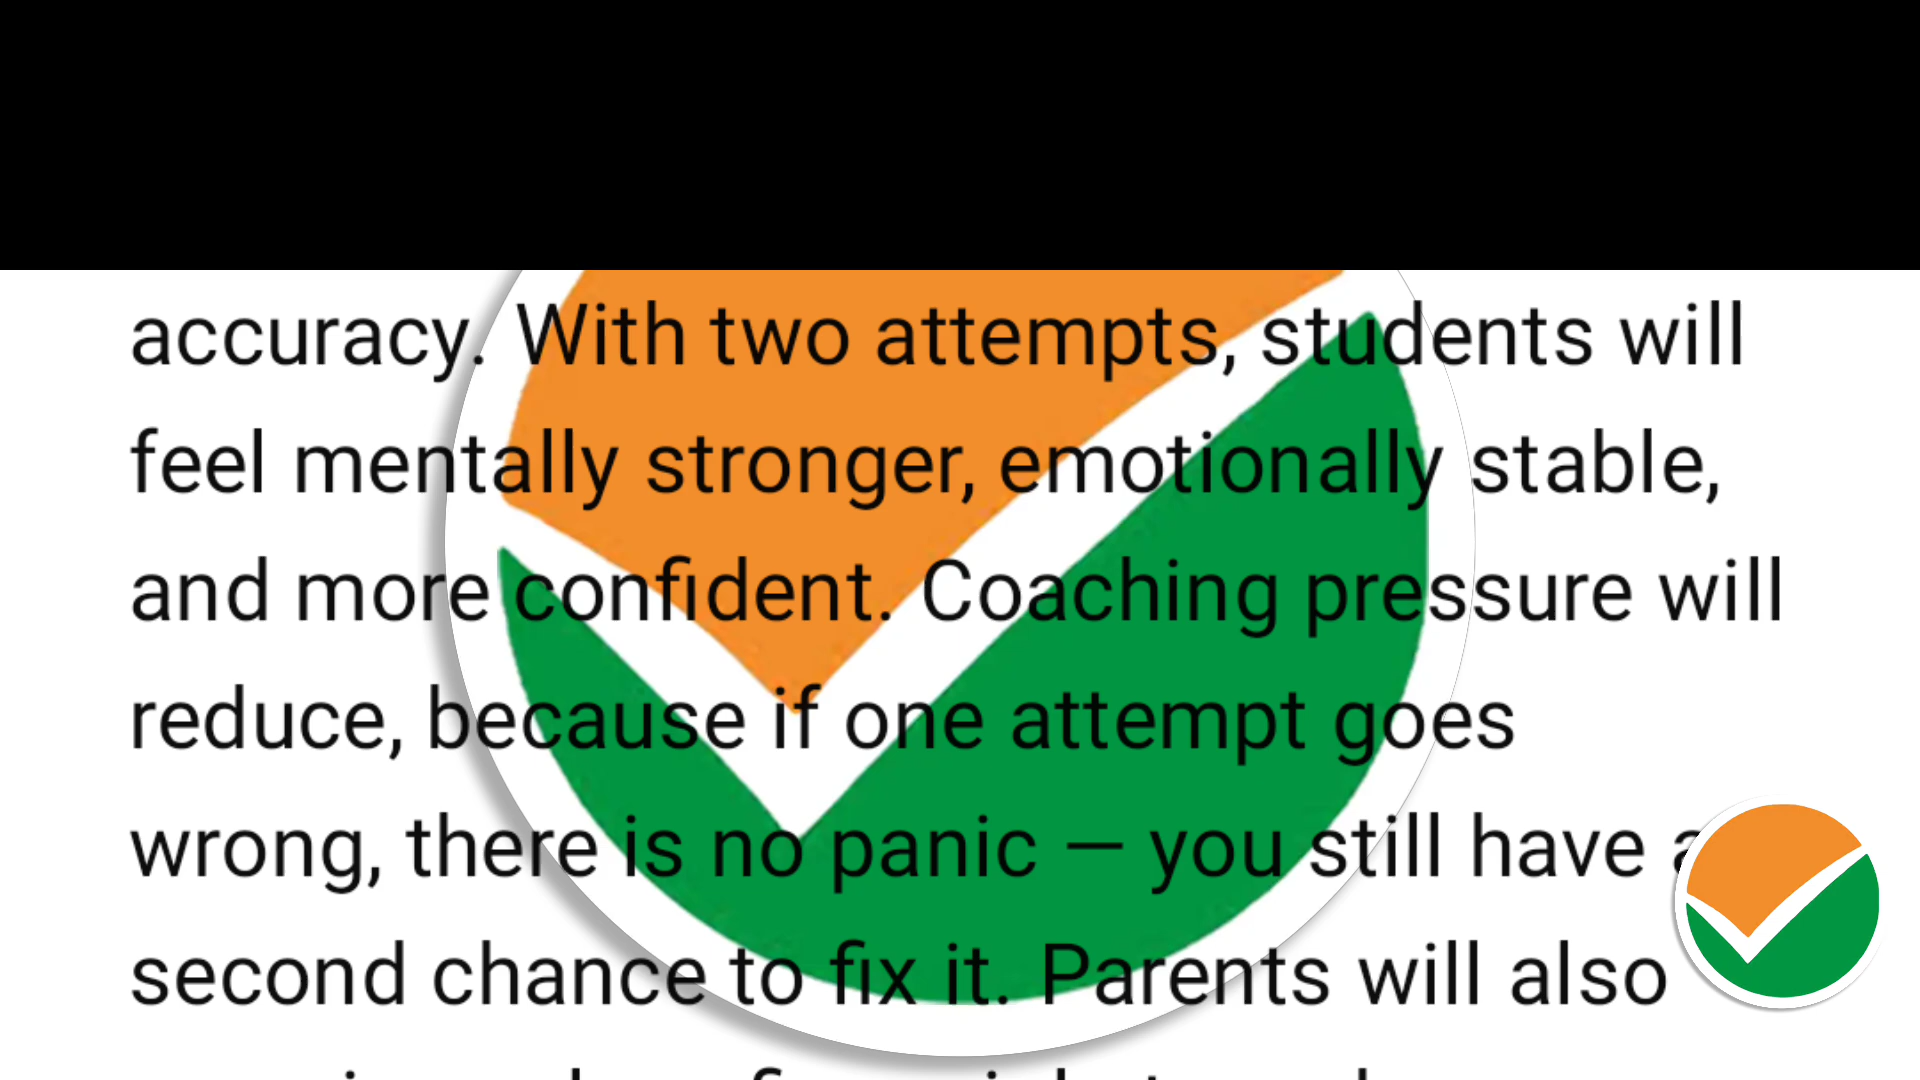 accuracy. With two attempts, students will
feel mentally stronger, emotionally stable,
and more confident. Coaching pressure will
reduce, because if one attempt goes
wrong, there is no panic — you still have a
second chance to fix it. Parents will also